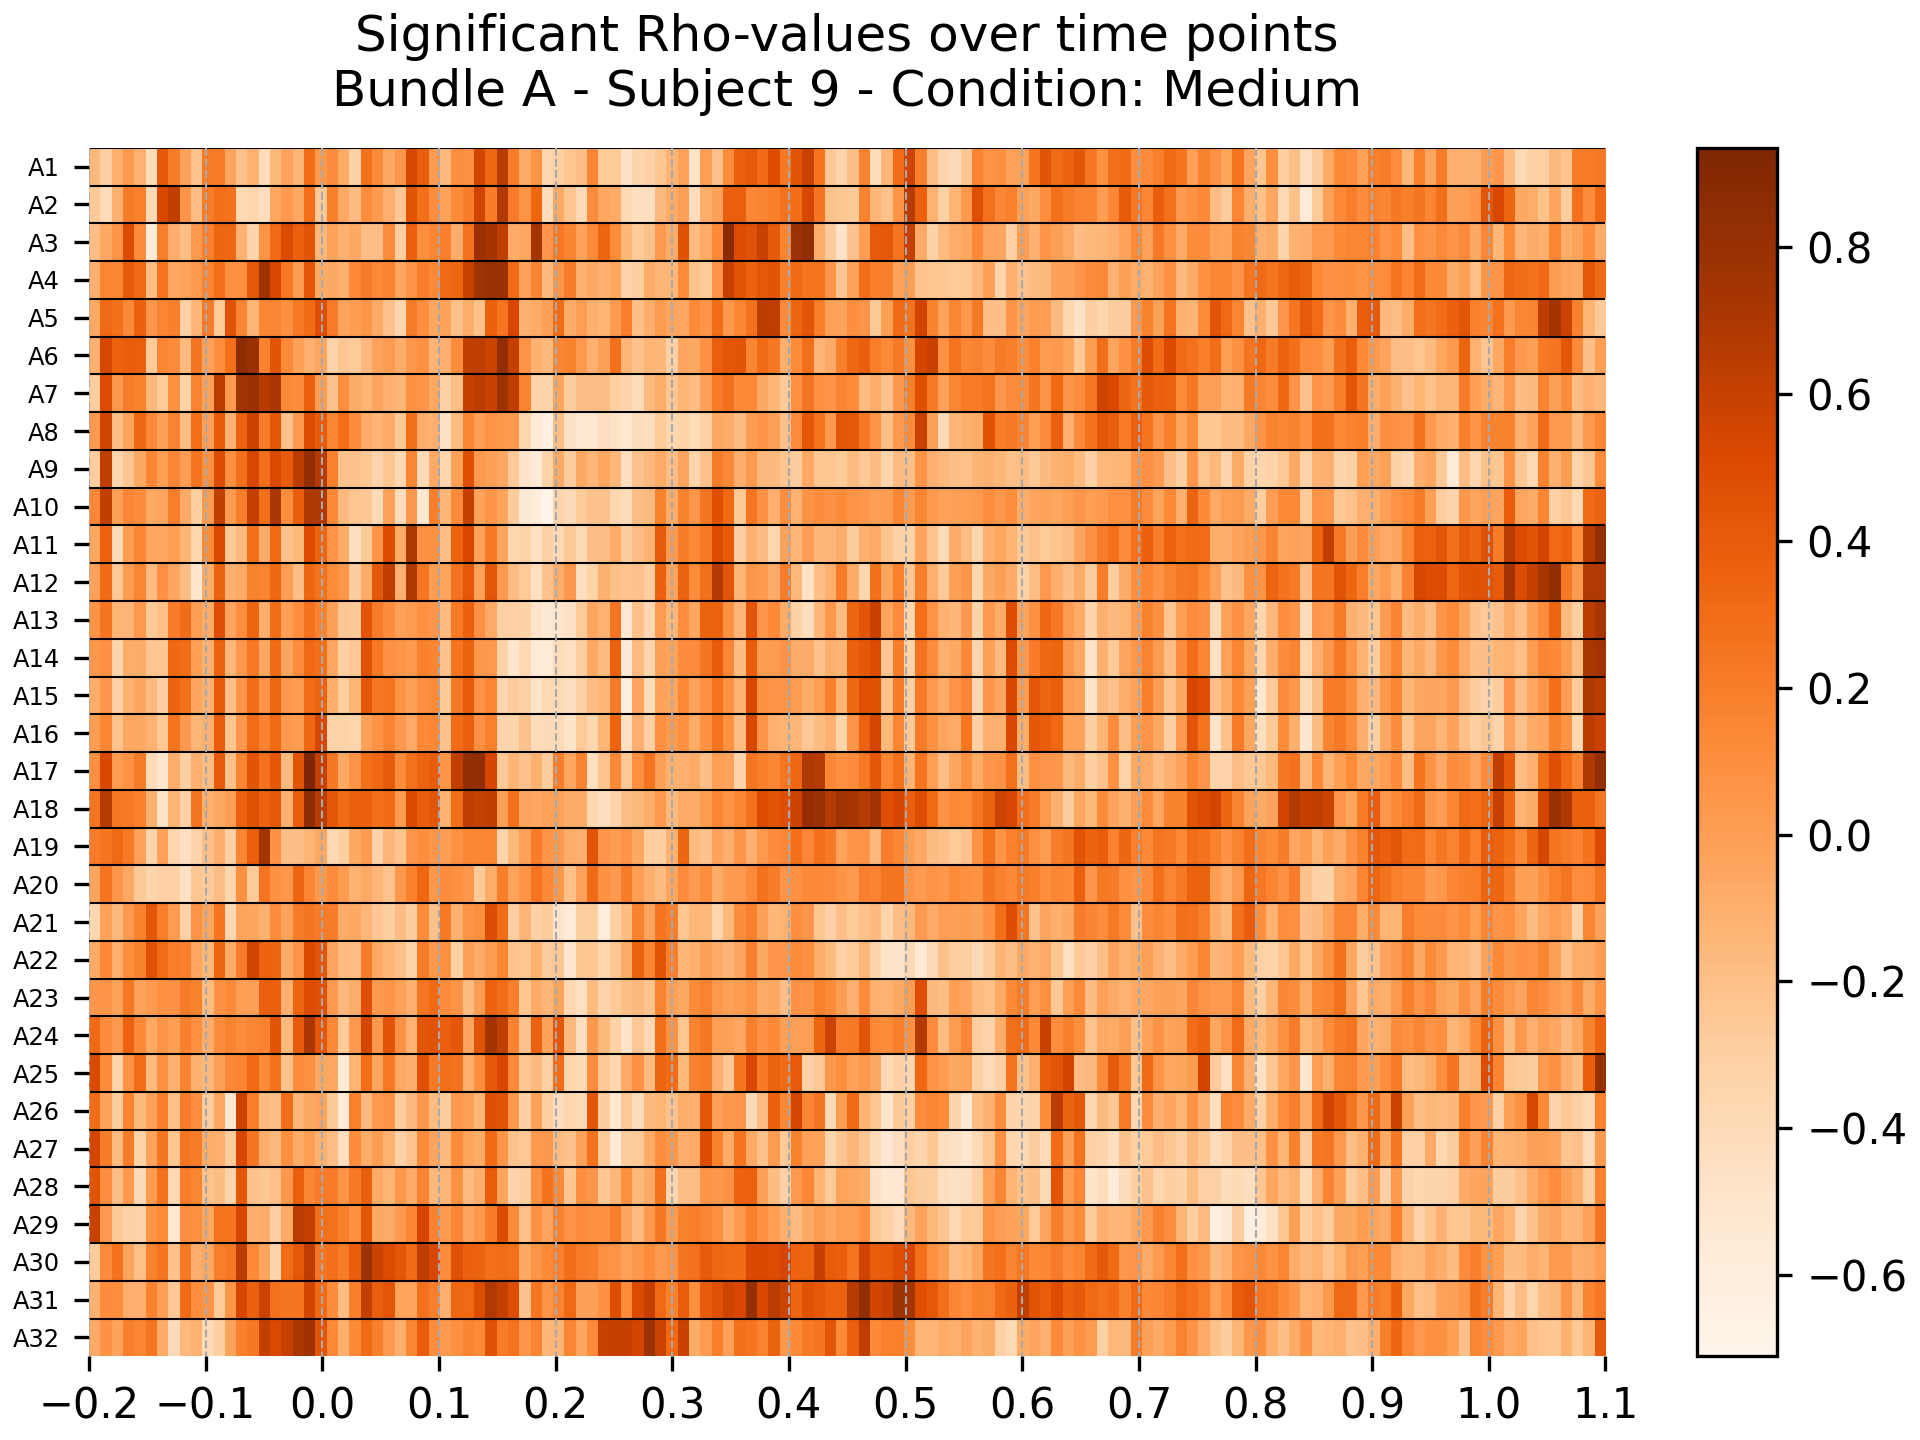 Significant Rho-values over time points
Bundle A - Subject 9 - Condition: Medium
A1
A2
A3
A4
A5
A6
A7
A8
A9
A10
A11
A12
A13
A14
A15
A16
A17
A18
A19
A20
A21
A22
A23
A24
A25
A26
A27
A28
A29
A30
A31
A32
−0.2 −0.1 0.0 0.1 0.2 0.3 0.4 0.5 0.6 0.7 0.8 0.9 1.0 1.1
0.8
0.6
0.4
0.2
0.0
−0.2
−0.4
−0.6